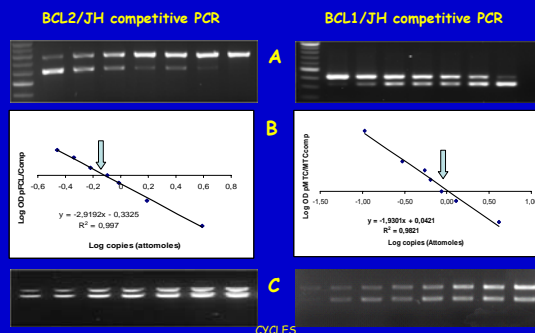 BCL2/JH competitive PCR
BCL1/JH competitive PCR
A
B
Log OD pFCL/Comp
-0,6 -0,4 -0,2 0,0 0,2 0,4 0,6 0,8
y = -2,9192x - 0,3325
R² = 0,997
Log copies (attomoles)
Log OD pMTC/MTCcomp
-1,50 -1,00 -0,50 0,00 0,50 1,00
y = -1,9301x + 0,0421
R² = 0,9821
Log copies (Attomoles)
C
CYCLES